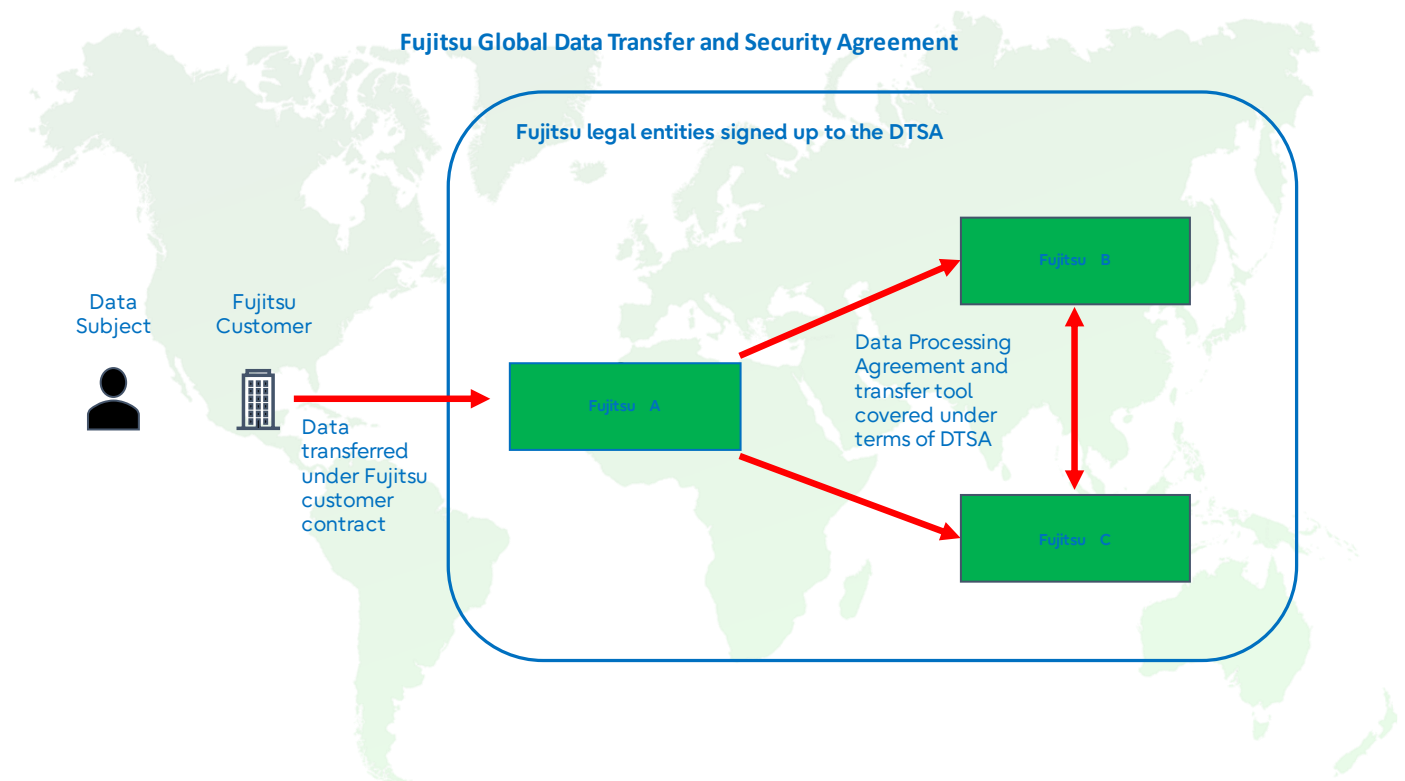 Fujitsu Global Data Transfer and Security Agreement
Fujitsu legal entities signed up to the DTSA
Data
Subject
Fujitsu
Customer
Data
transferred
under Fujitsu
customer
contract
Fujitsu A
Fujitsu B
Data Processing
Agreement and
transfer tool
covered under
terms of DTSA
Fujitsu C